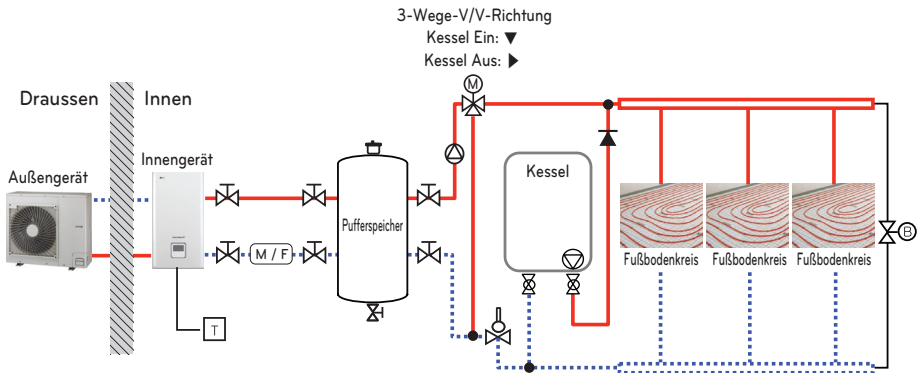 3-Wege-V/V-Richtung
Kessel Ein: ▼
Kessel Aus: ▶
M
Draussen
Innen
Außengerät
Innengerät
Pufferspeicher
Kessel
M / F
T
B
Fußbodenkreis
Fußbodenkreis
Fußbodenkreis